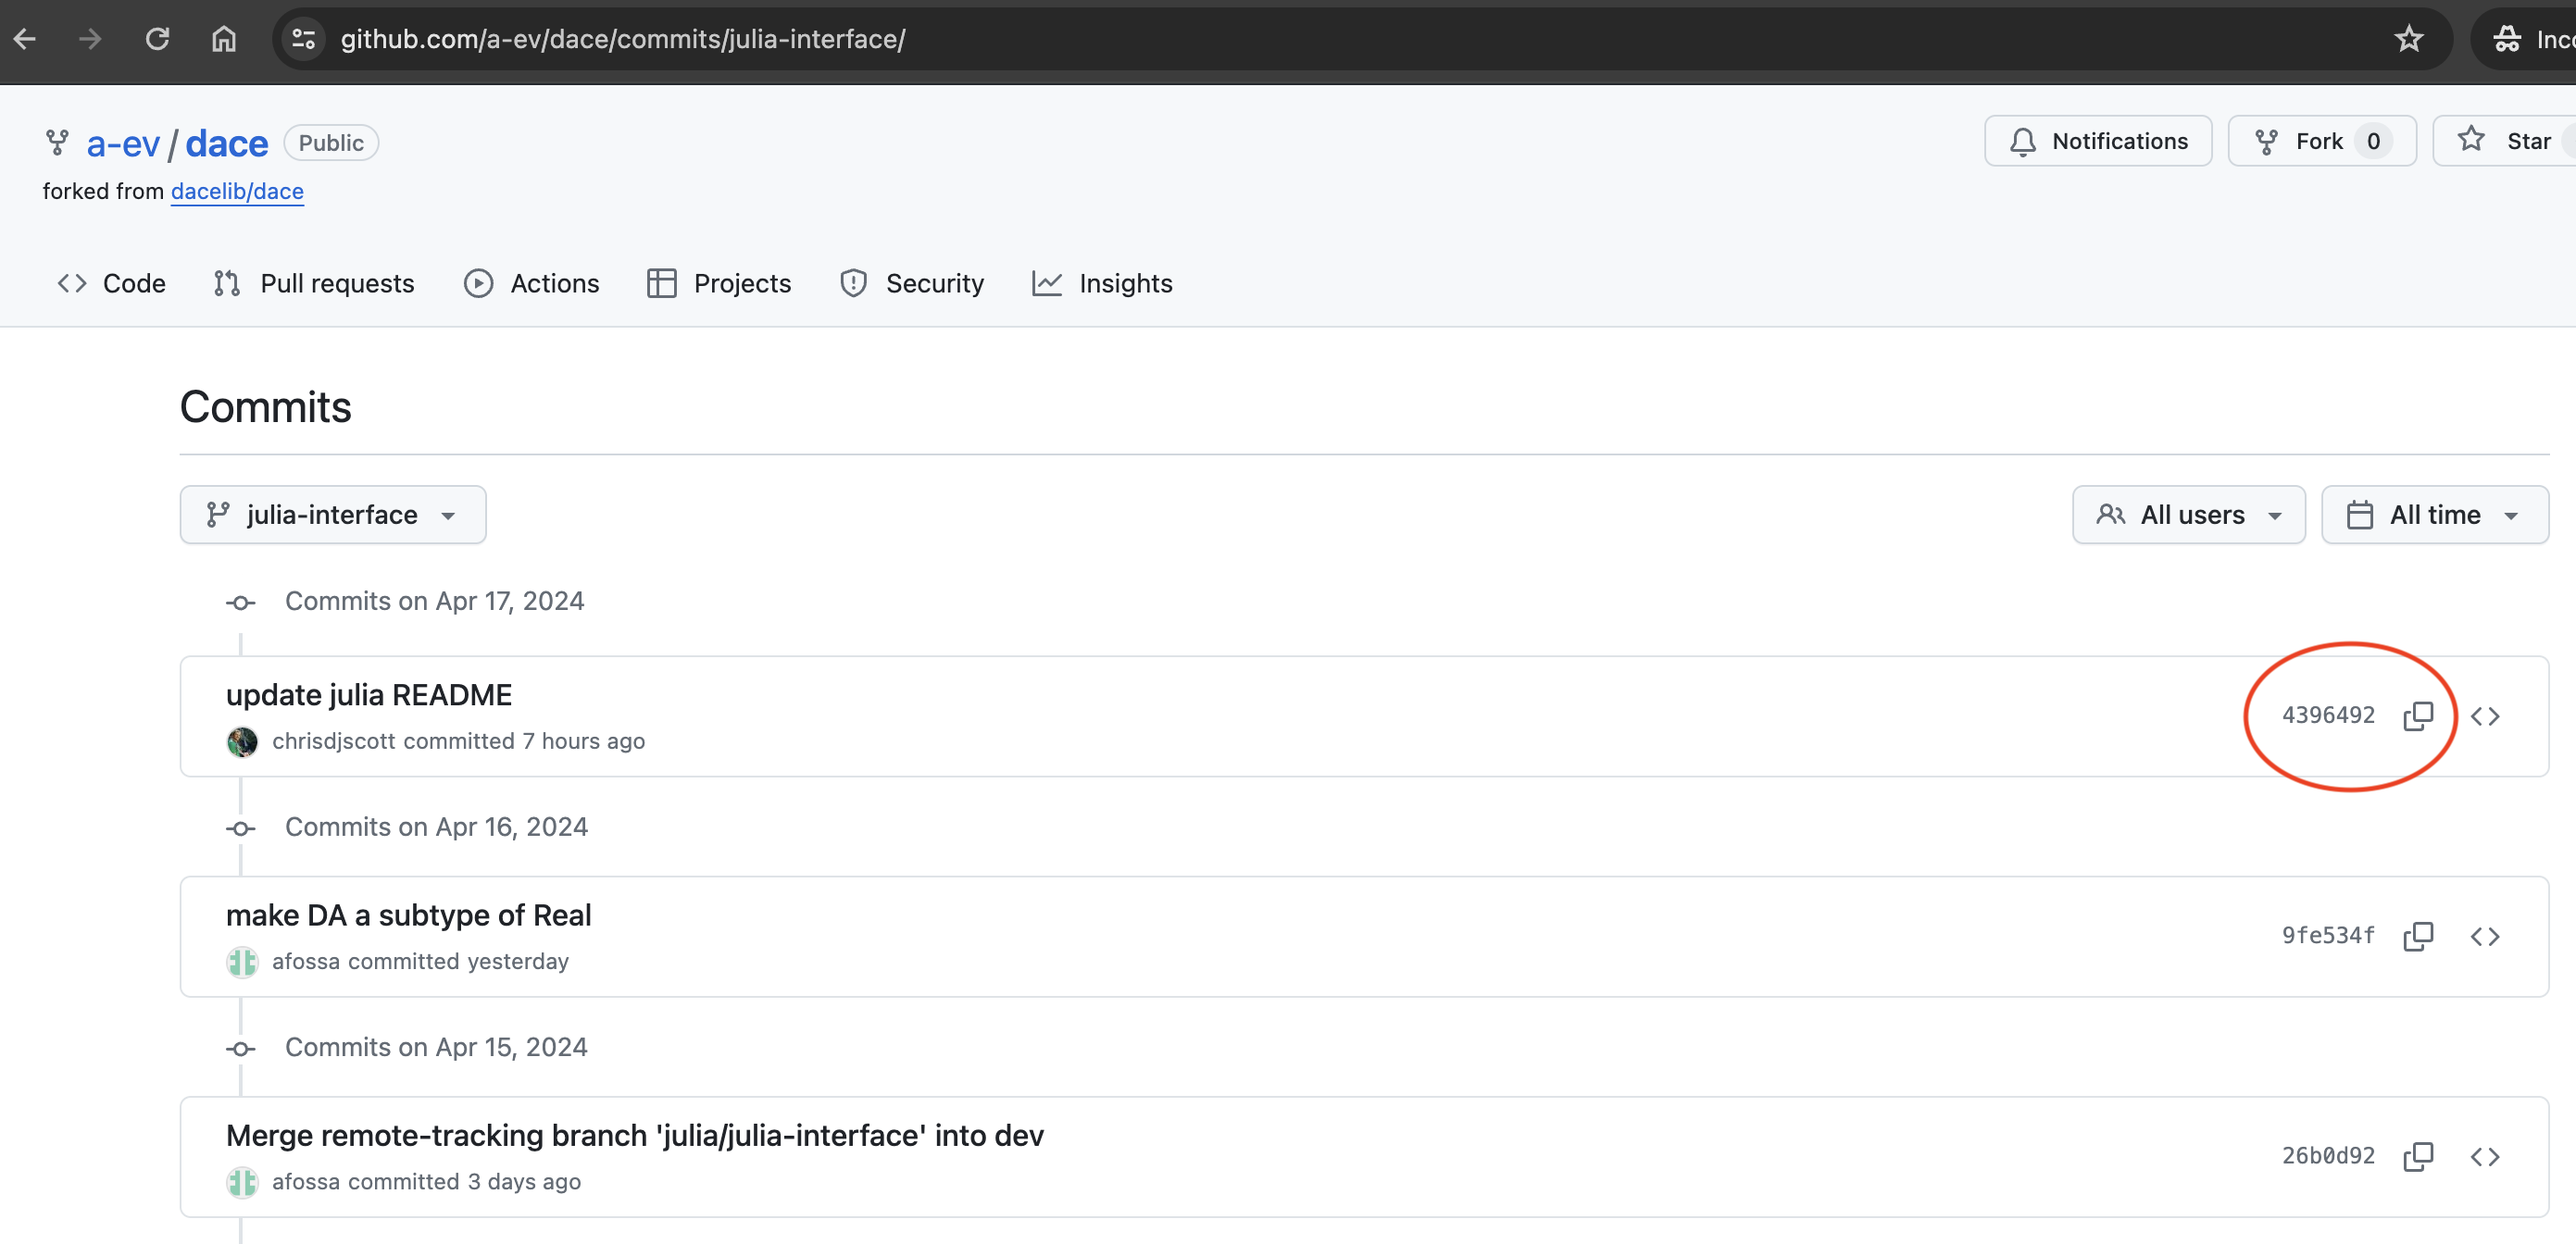 github.com/a-ev/dace/commits/julia-interface/
a-ev / dace Public
Notifications
Fork 0
Star
forked from dacelib/dace
Code
Pull requests
Actions
Projects
Security
Insights
Commits
julia-interface
All users
All time
Commits on Apr 17, 2024
update julia README
4396492
chrisdjscott committed 7 hours ago
Commits on Apr 16, 2024
make DA a subtype of Real
9fe534f
afossa committed yesterday
Commits on Apr 15, 2024
Merge remote-tracking branch 'julia/julia-interface' into dev
26b0d92
afossa committed 3 days ago